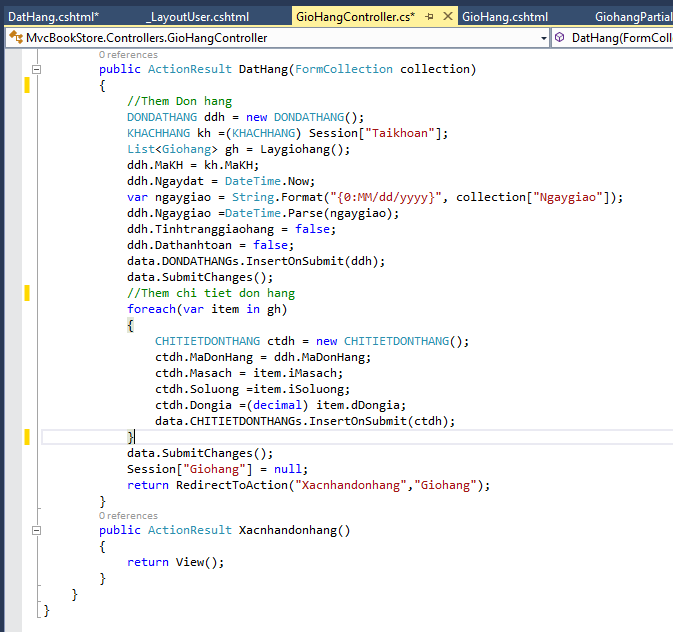 DatHang.cshtml* _LayoutUser.cshtml GioHangController.cs* GioHang.cshtml GiohangPartial
MvcBookStore.Controllers.GioHangController DatHang(FormColl
0 references
public ActionResult DatHang(FormCollection collection)
{
//Them Don hang
DONDATHANG ddh = new DONDATHANG();
KHACHHANG kh =(KHACHHANG) Session["Taikhoan"];
List<Giohang> gh = Laygiohang();
ddh.MaKH = kh.MaKH;
ddh.Ngaydat = DateTime.Now;
var ngaygiao = String.Format("{0:MM/dd/yyyy}", collection["Ngaygiao"]);
ddh.Ngaygiao =DateTime.Parse(ngaygiao);
ddh.Tinhtranggiaohang = false;
ddh.Dathanhtoan = false;
data.DONDATHANGs.InsertOnSubmit(ddh);
data.SubmitChanges();
//Them chi tiet don hang
foreach(var item in gh)
{
CHITIETDONTHANG ctdh = new CHITIETDONTHANG();
ctdh.MaDonHang = ddh.MaDonHang;
ctdh.Masach = item.iMasach;
ctdh.Soluong =item.iSoluong;
ctdh.Dongia =(decimal) item.dDongia;
data.CHITIETDONTHANGs.InsertOnSubmit(ctdh);
}
data.SubmitChanges();
Session["Giohang"] = null;
return RedirectToAction("Xacnhandonhang","Giohang");
}
0 references
public ActionResult Xacnhandonhang()
{
return View();
}
}
}